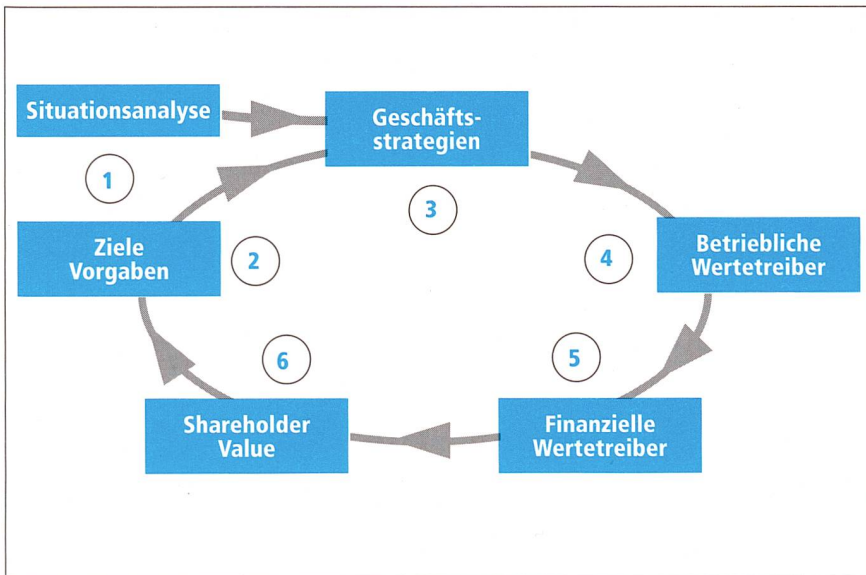 Situationsanalyse
1
Ziele
Vorgaben
2
Geschäfts-
strategien
3
Betriebliche
Wertetreiber
4
Finanzielle
Wertetreiber
5
Shareholder
Value
6